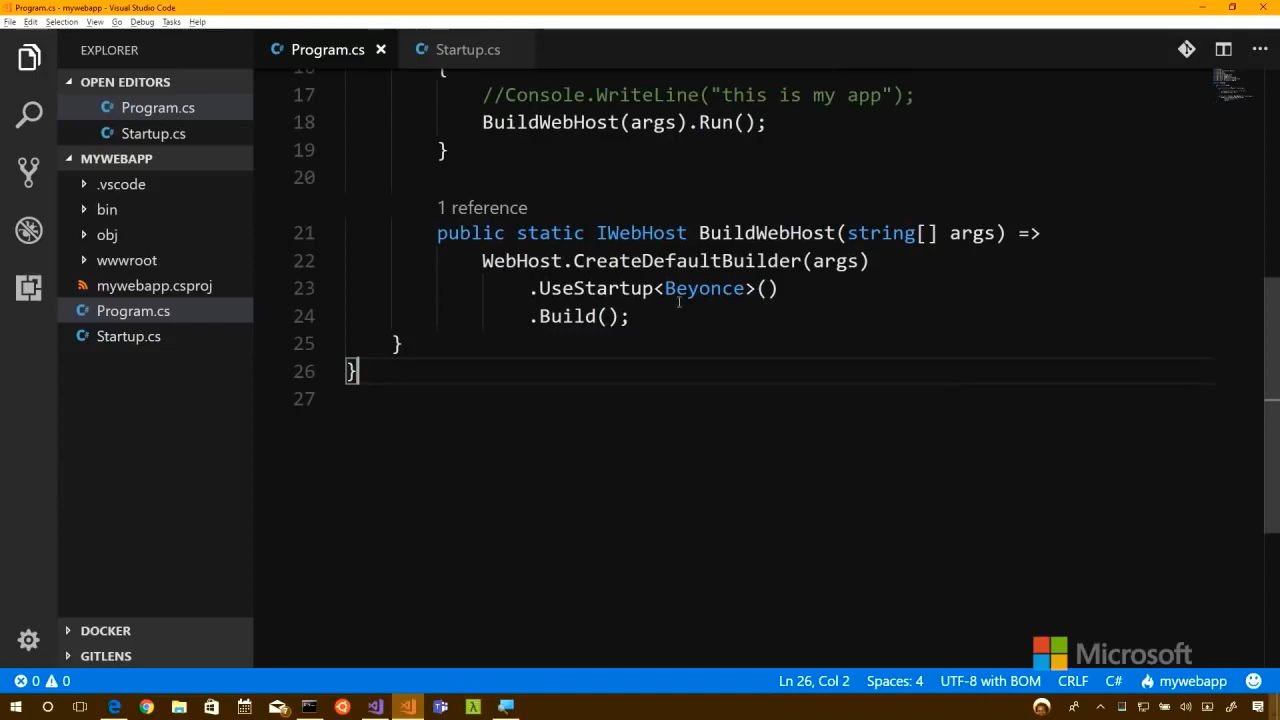 Program.cs - mywebapp - Visual Studio Code
File Edit Selection View Go Debug Tasks Help
EXPLORER
Program.cs
Startup.cs
OPEN EDITORS
Program.cs
Startup.cs
MYWEBAPP
.vscode
bin
obj
wwwroot
mywebapp.csproj
Program.cs
Startup.cs
DOCKER
GITLENS
16 {
17 //Console.WriteLine("this is my app");
18 BuildWebHost(args).Run();
19 }
20
1 reference
21 public static IWebHost BuildWebHost(string[] args) =>
22 WebHost.CreateDefaultBuilder(args)
23 .UseStartup<Beyonce>()
24 .Build();
25 }
26 }
27
Microsoft
0 0 Ln 26, Col 2 Spaces: 4 UTF-8 with BOM CRLF C# mywebapp